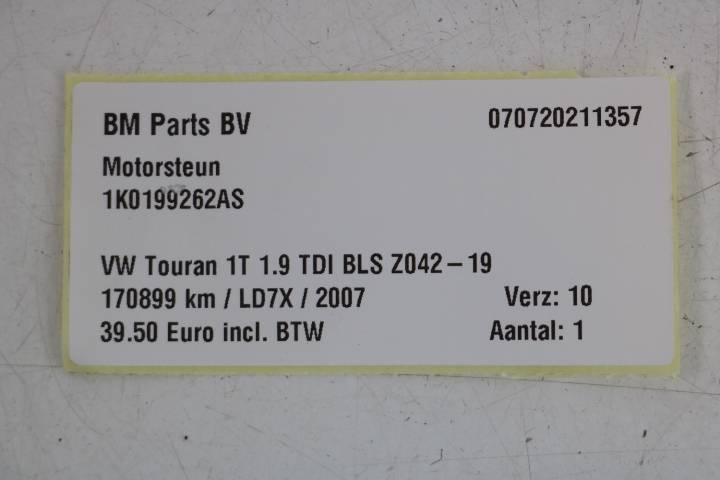 BM Parts BV 070720211357
Motorsteun
1K0199262AS
VW Touran 1T 1.9 TDI BLS Z042-19
170899 km / LD7X / 2007 Verz: 10
39.50 Euro incl. BTW Aantal: 1